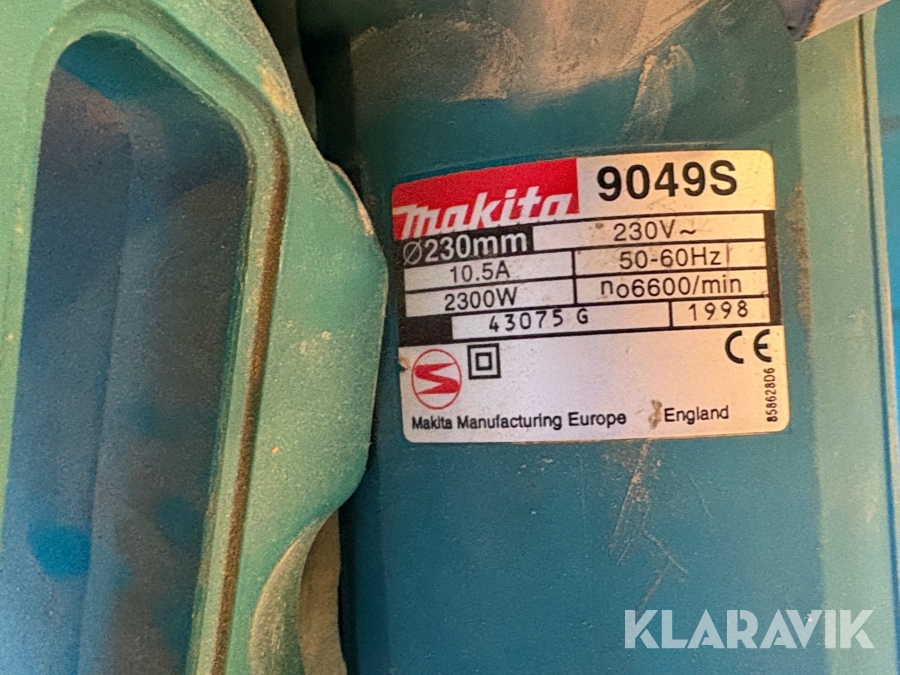 makita 9049S
Ø230mm 230V~
10.5A 50-60Hz
2300W no6600/min
43075 G 1998
CE
Makita Manufacturing Europe England
858628D6
KLARAVIK